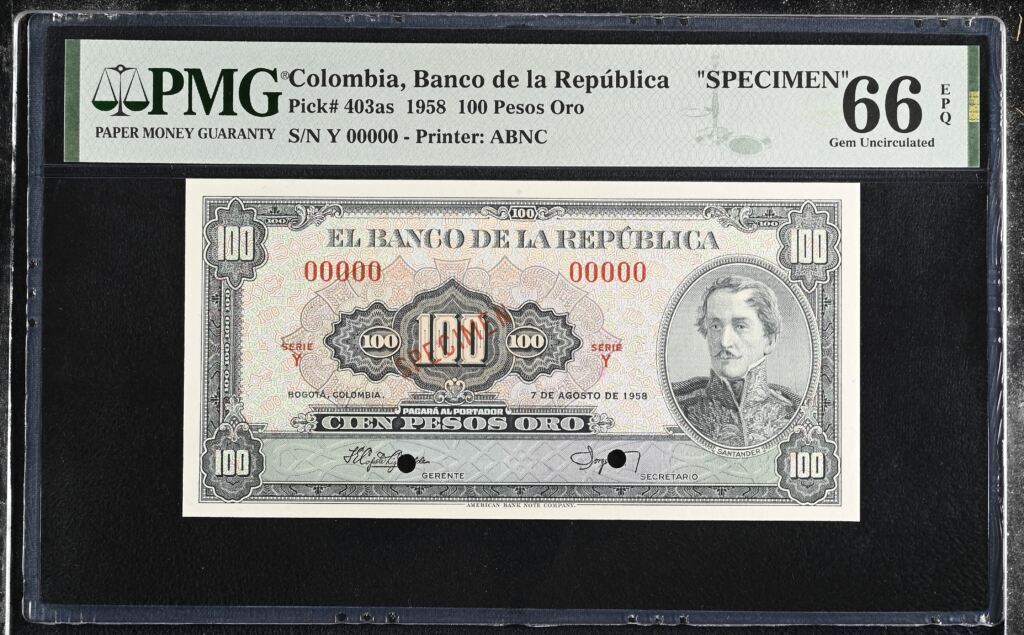 PMG® Colombia, Banco de la República "SPECIMEN" 66 EPQ
Pick# 403as 1958 100 Pesos Oro
PAPER MONEY GUARANTY S/N Y 00000 - Printer: ABNC Gem Uncirculated
100
100 100
100 100
EL BANCO DE LA REPÚBLICA
00000 00000
100 100 100
SPECIMEN
SERIE SERIE
Y Y
BOGOTÁ, COLOMBIA. 7 DE AGOSTO DE 1958
PAGARÁ AL PORTADOR
CIEN PESOS ORO
SANTANDER
100 100
GERENTE SECRETARIO
AMERICAN BANK NOTE COMPANY.